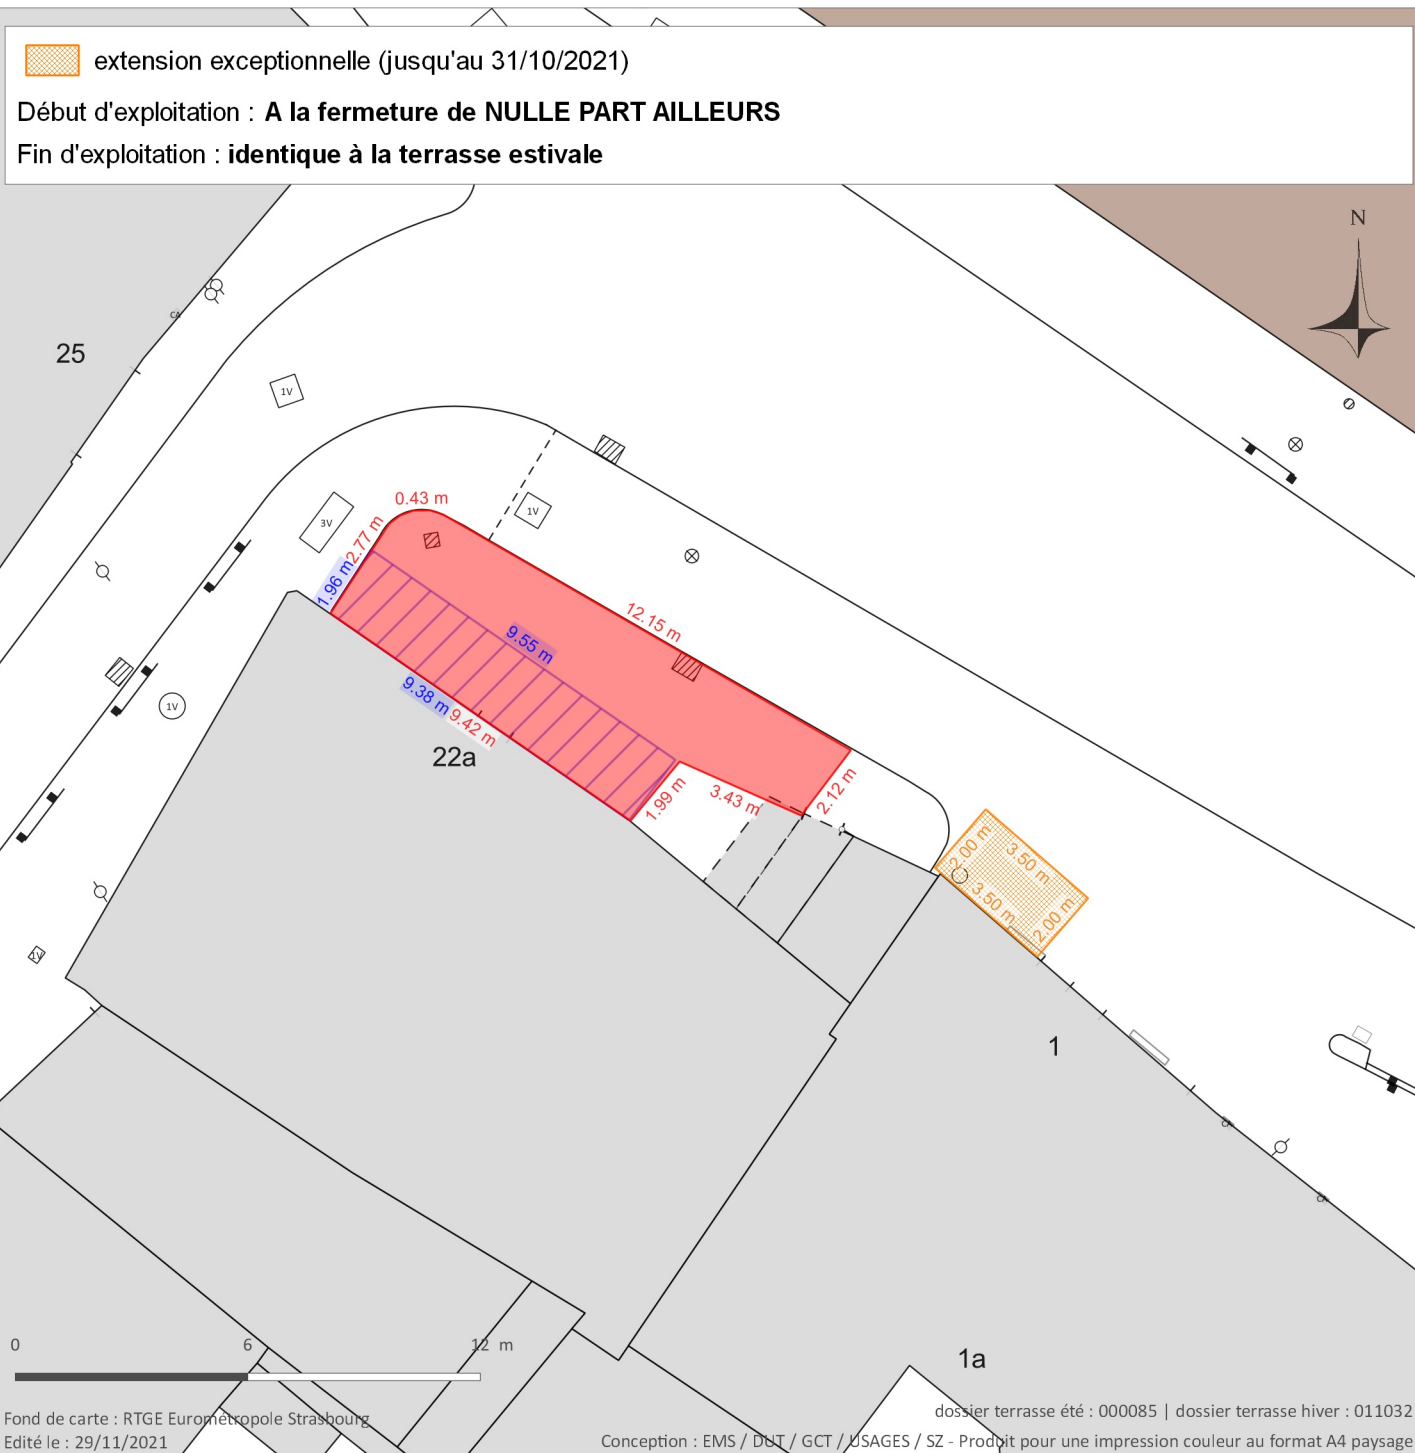 extension exceptionnelle (jusqu'au 31/10/2021)
Début d'exploitation : A la fermeture de NULLE PART AILLEURS
Fin d'exploitation : identique à la terrasse estivale
N
CA
25
1V
0.43 m
3V
1V
2.77 m
1.96 m
12.15 m
9.55 m
9.38 m
9.42 m
1V
22a
1.99 m
3.43 m
2.12 m
2.00 m
3.50 m
3.50 m
2.00 m
1V
1
CA
CA
0 6 12 m
1a
Fond de carte : RTGE Eurométropole Strasbourg
Edité le : 29/11/2021
dossier terrasse été : 000085 | dossier terrasse hiver : 011032
Conception : EMS / DUT / GCT / USAGES / SZ - Produit pour une impression couleur au format A4 paysage